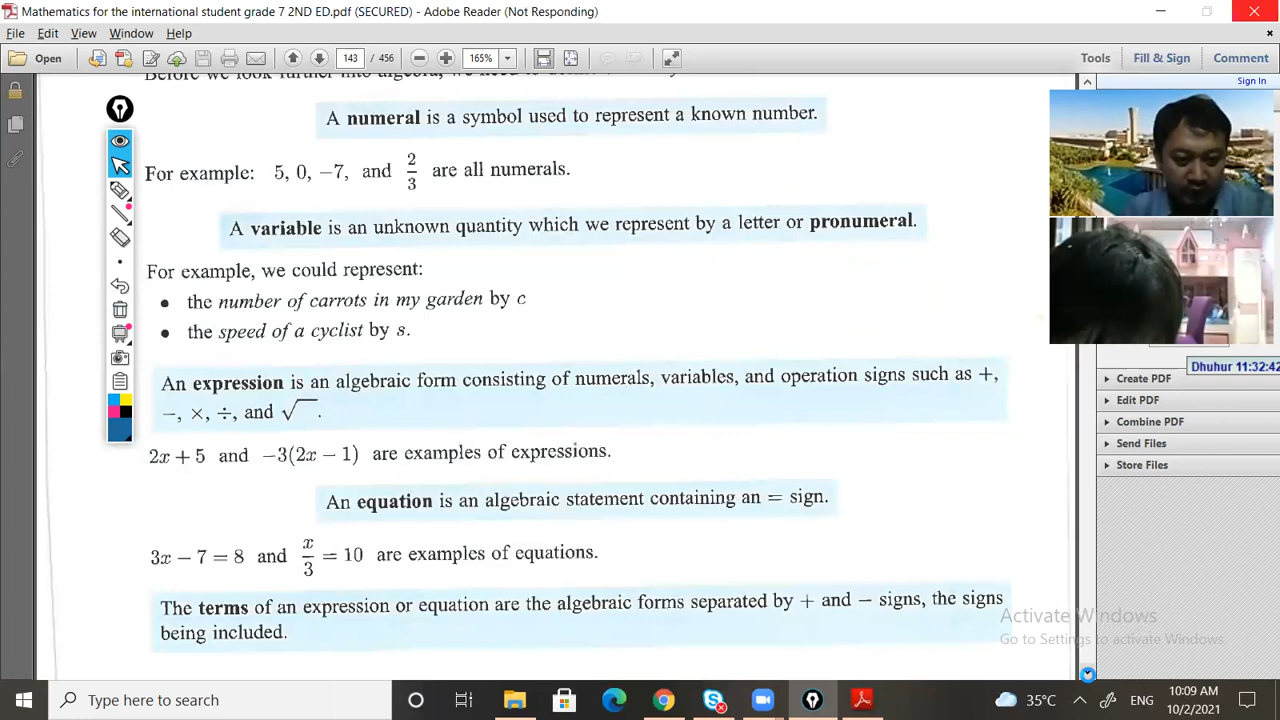 Mathematics for the international student grade 7 2ND ED.pdf (SECURED) - Adobe Reader (Not Responding)
File Edit View Window Help
Open 143 / 456 165% Tools Fill & Sign Comment
Sign In
Before we look further into algebra, we need to
A numeral is a symbol used to represent a known number.
For example: 5, 0, −7, and 2/3 are all numerals.
A variable is an unknown quantity which we represent by a letter or pronumeral.
For example, we could represent:
• the number of carrots in my garden by c
• the speed of a cyclist by s.
An expression is an algebraic form consisting of numerals, variables, and operation signs such as +,
−, ×, ÷, and √‾.
2x + 5 and −3(2x − 1) are examples of expressions.
An equation is an algebraic statement containing an = sign.
3x − 7 = 8 and x/3 = 10 are examples of equations.
The terms of an expression or equation are the algebraic forms separated by + and − signs, the signs
being included.
Dhuhur 11:32:42
Create PDF
Edit PDF
Combine PDF
Send Files
Store Files
Activate Windows
Go to Settings to activate Windows.
Type here to search
35°C ENG 10:09 AM
10/2/2021